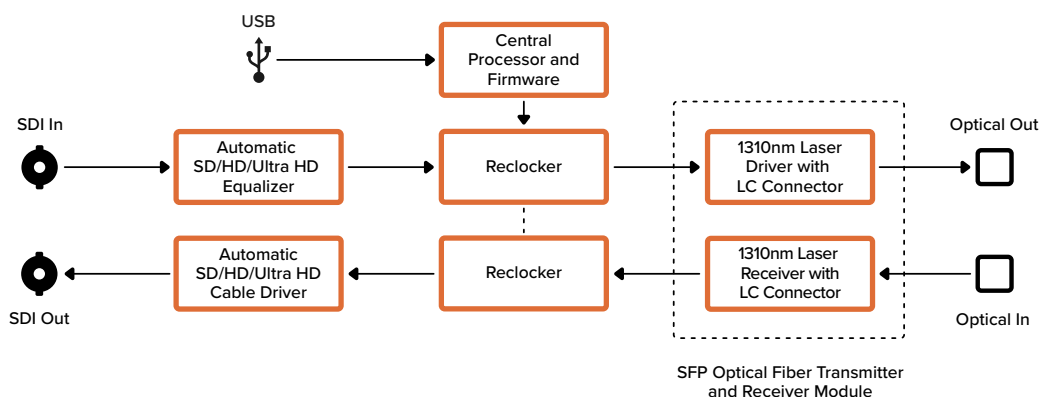 USB
Central
Processor and
Firmware
SDI In
Automatic
SD/HD/Ultra HD
Equalizer
Reclocker
1310nm Laser
Driver with
LC Connector
Optical Out
SDI Out
Automatic
SD/HD/Ultra HD
Cable Driver
Reclocker
1310nm Laser
Receiver with
LC Connector
Optical In
SFP Optical Fiber Transmitter
and Receiver Module